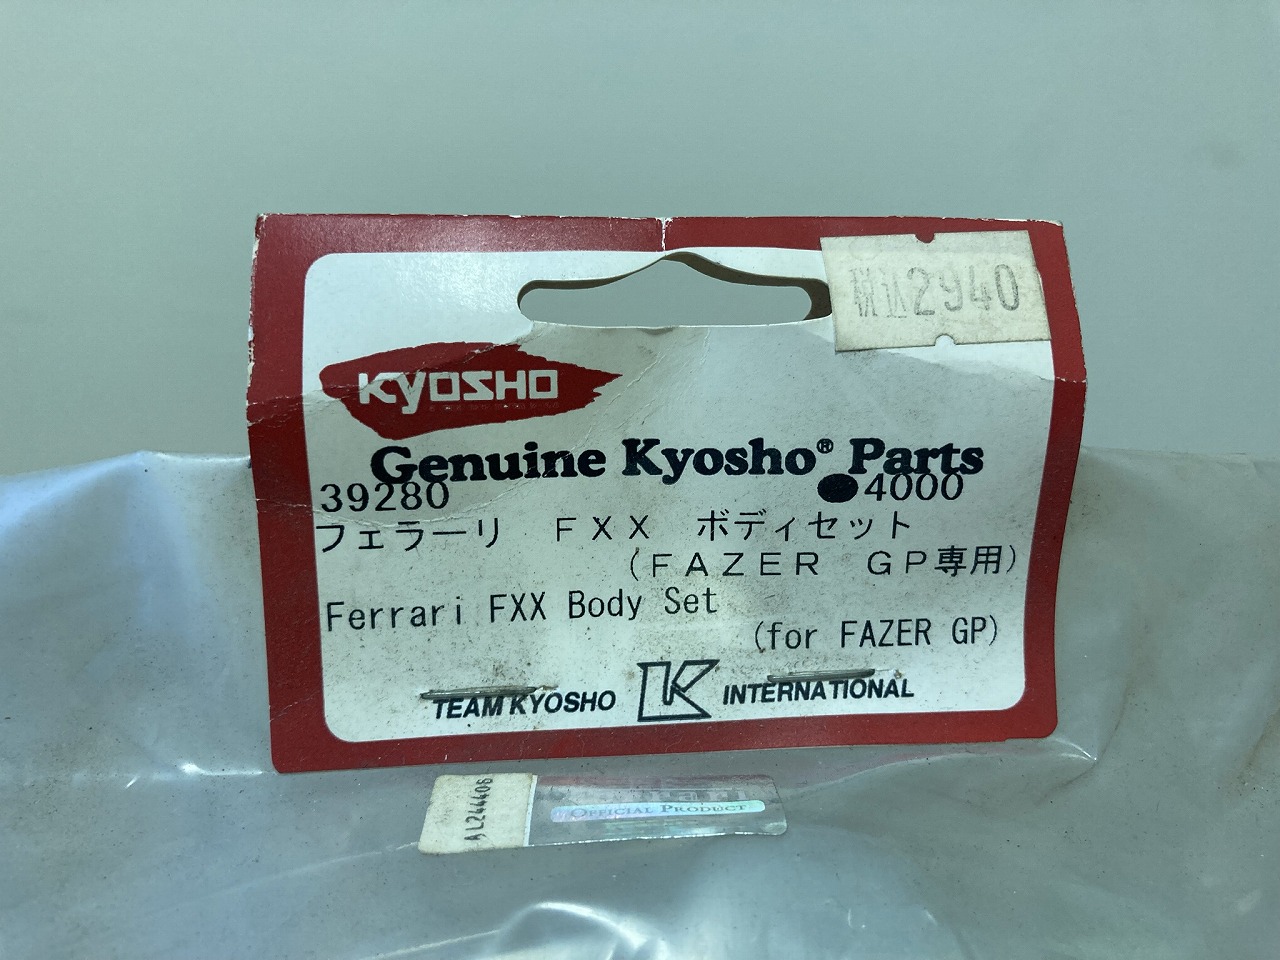 税込2940
KYOSHO
Genuine Kyosho® Parts
39280 ●4000
フェラーリ　ＦＸＸ　ボディセット
（ＦＡＺＥＲ　ＧＰ専用）
Ferrari FXX Body Set
(for FAZER GP)
TEAM KYOSHO K INTERNATIONAL
OFFICIAL PRODUCT